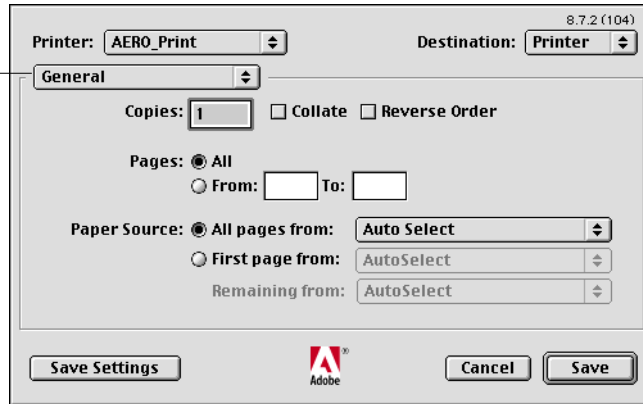 8.7.2 (104)
Printer: AERO_Print Destination: Printer
General
Copies: 1 Collate Reverse Order
Pages: All
From: To:
Paper Source: All pages from: Auto Select
First page from: AutoSelect
Remaining from: AutoSelect
Save Settings Adobe® Cancel Save